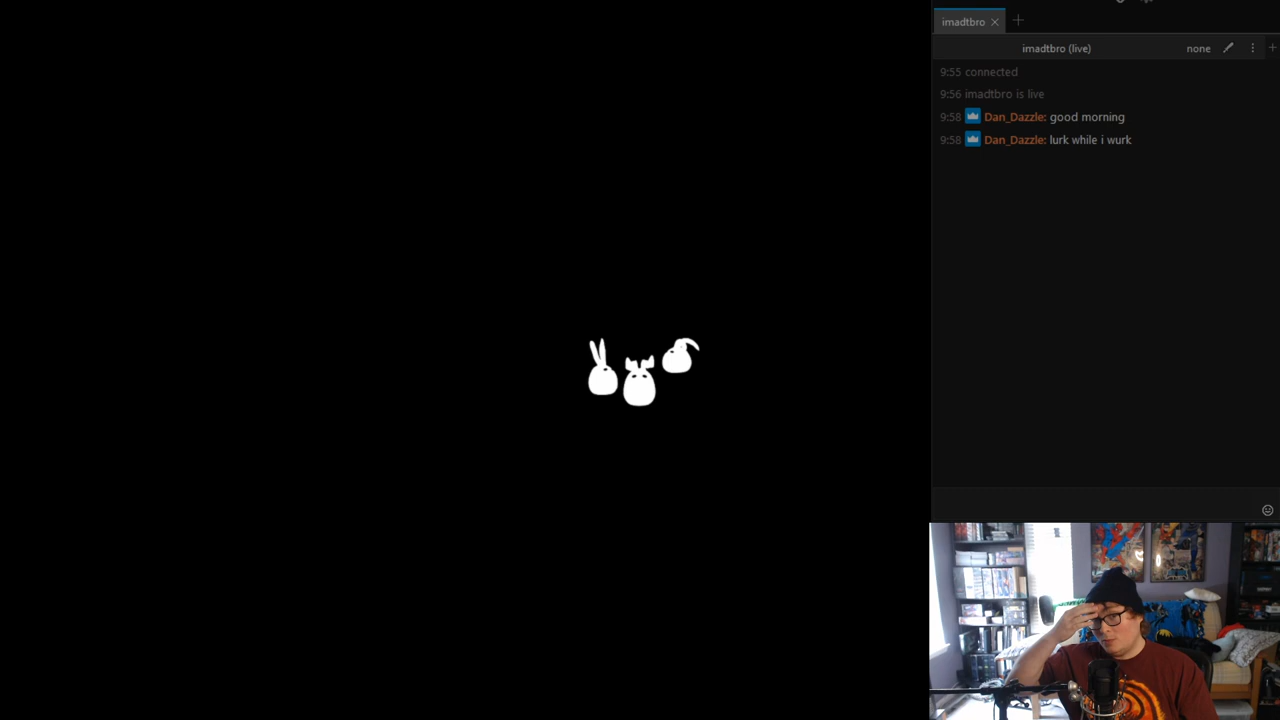 imadtbro
imadtbro (live)
none
9:55 connected
9:56 imadtbro is live
9:58 Dan_Dazzle: good morning
9:58 Dan_Dazzle: lurk while i wurk